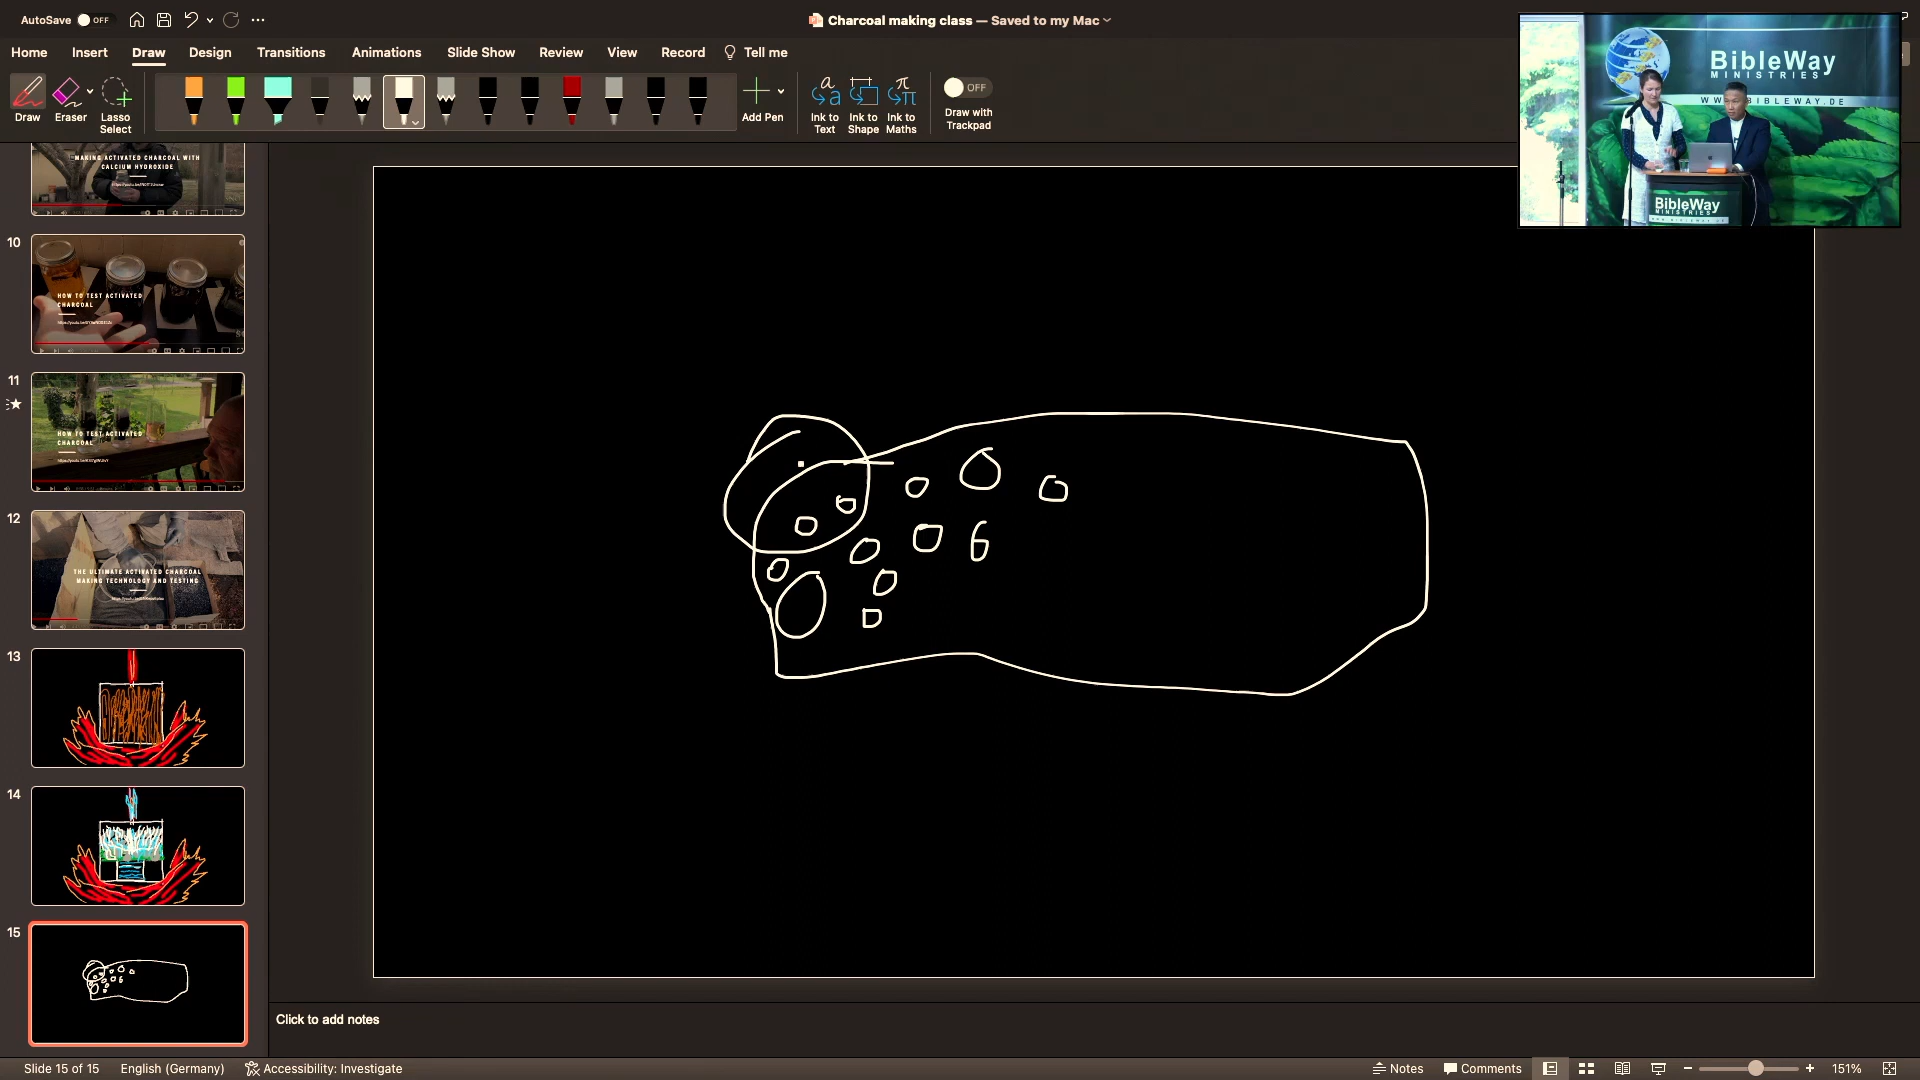 AutoSave OFF
Charcoal making class — Saved to my Mac
Home Insert Draw Design Transitions Animations Slide Show Review View Record Tell me
Draw
Eraser
Lasso
Select
Add Pen
Ink to
Text
Ink to
Shape
Ink to
Maths
OFF
Draw with
Trackpad
BibleWay
MINISTRIES
WWW.BIBLEWAY.DE
BibleWay
MINISTRIES
MAKING ACTIVATED CHARCOAL WITH
CALCIUM HYDROXIDE
10
HOW TO TEST ACTIVATED
CHARCOAL
11
HOW TO TEST ACTIVATED
CHARCOAL
12
THE ULTIMATE ACTIVATED CHARCOAL
MAKING TECHNOLOGY AND TESTING
13
14
15
Click to add notes
Slide 15 of 15 English (Germany) Accessibility: Investigate Notes Comments 151%